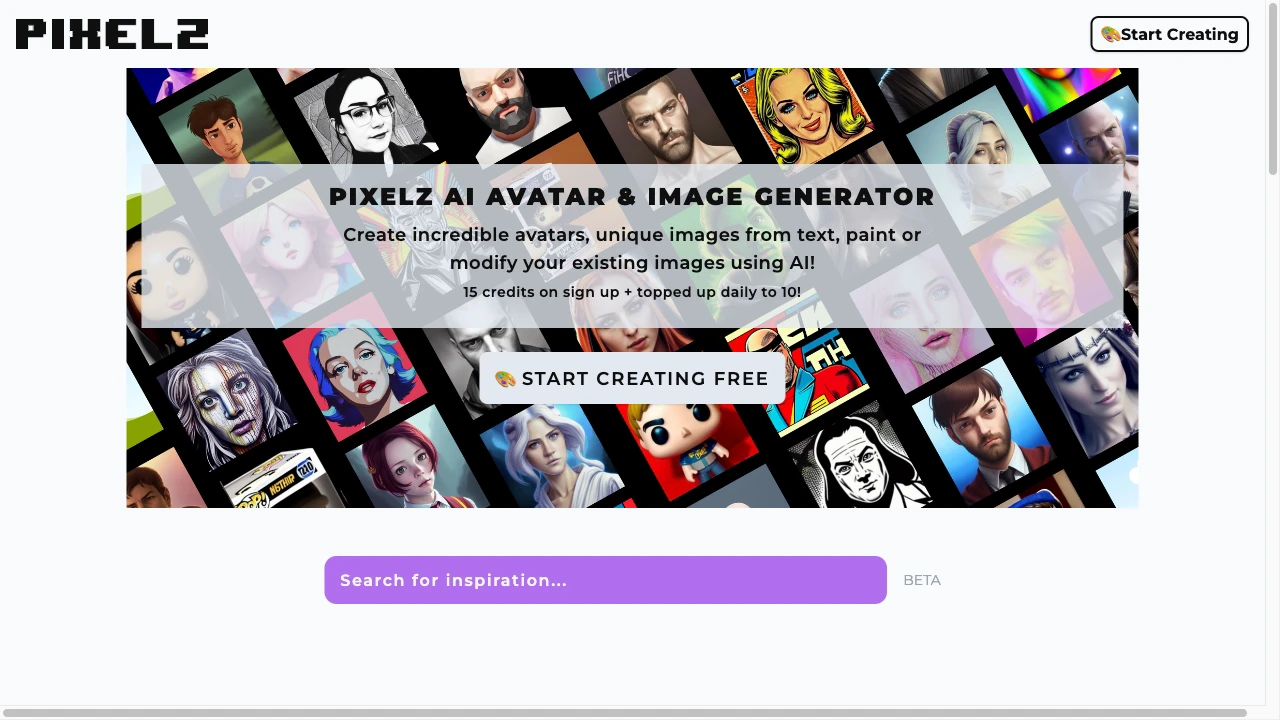 PIXELZ
🎨Start Creating
PIXELZ AI AVATAR & IMAGE GENERATOR
Create incredible avatars, unique images from text, paint or
modify your existing images using AI!
15 credits on sign up + topped up daily to 10!
🎨 START CREATING FREE
Search for inspiration...
BETA